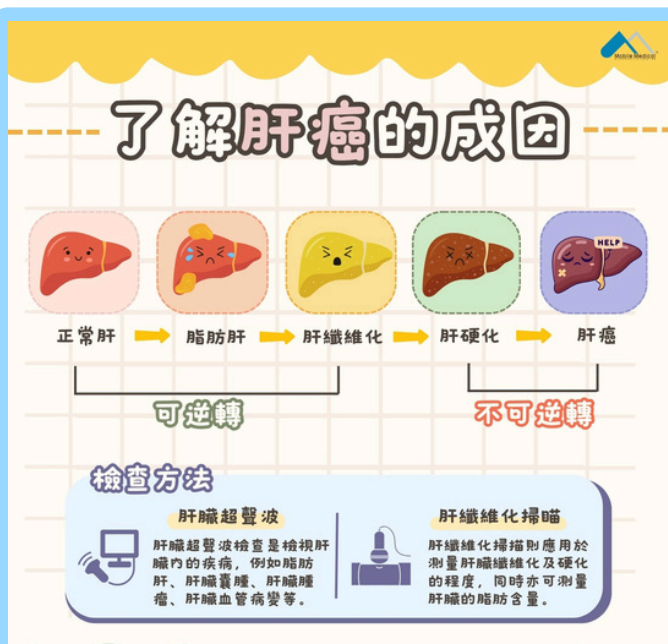 Mobile Medical
了解肝癌的成因
HELP
正常肝
脂肪肝
肝纖維化
肝硬化
肝癌
可逆轉
不可逆轉
檢查方法
肝臟超聲波
肝臟超聲波檢查是檢視肝
臟內的疾病，例如脂肪
肝、肝臟囊腫、肝臟腫
瘤、肝臟血管病變等。
肝纖維化掃瞄
肝纖維化掃描則應用於
測量肝臟纖維化及硬化
的程度，同時亦可測量
肝臟的脂肪含量。